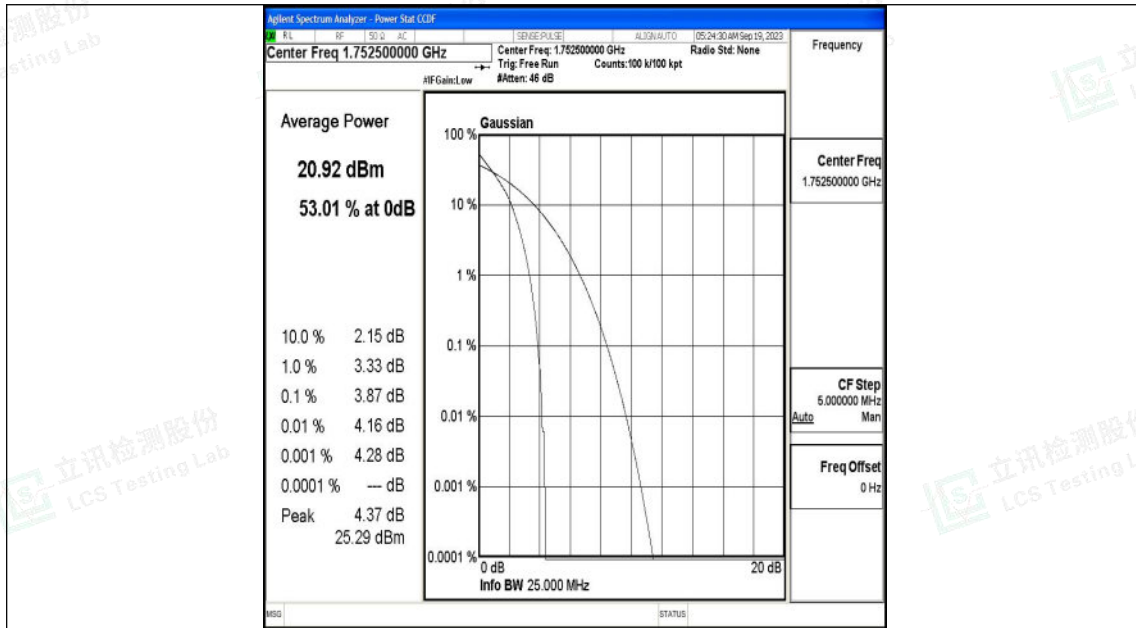 Agilent Spectrum Analyzer - Power Stat CCDF
RL RF 50 Ω AC SENSE:PULSE ALIGNAUTO 05:24:30 AM Sep 19, 2023
Center Freq 1.752500000 GHz
Center Freq: 1.752500000 GHz Radio Std: None
Trig: Free Run Counts:100 k/100 kpt
#IFGain:Low #Atten: 46 dB
Frequency
Average Power
20.92 dBm
53.01 % at 0dB
10.0 % 2.15 dB
1.0 % 3.33 dB
0.1 % 3.87 dB
0.01 % 4.16 dB
0.001 % 4.28 dB
0.0001 % --- dB
Peak 4.37 dB
25.29 dBm
Gaussian
100 %
10 %
1 %
0.1 %
0.01 %
0.001 %
0.0001 %
0 dB 20 dB
Info BW 25.000 MHz
Center Freq
1.752500000 GHz
CF Step
5.000000 MHz
Auto Man
Freq Offset
0 Hz
MSG STATUS
立讯检测股份
LCS Testing Lab
立讯检测股份
LCS Testing L